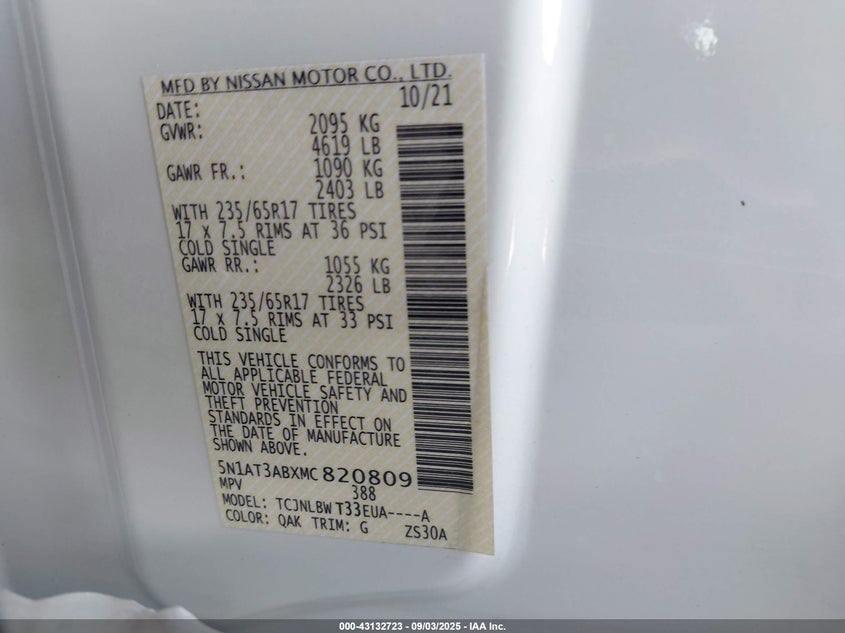 MFD BY NISSAN MOTOR CO., LTD.
DATE: 10/21
GVWR: 2095 KG
4619 LB
GAWR FR.: 1090 KG
2403 LB
WITH 235/65R17 TIRES
17 x 7.5 RIMS AT 36 PSI
COLD SINGLE
GAWR RR.: 1055 KG
2326 LB
WITH 235/65R17 TIRES
17 x 7.5 RIMS AT 33 PSI
COLD SINGLE
THIS VEHICLE CONFORMS TO
ALL APPLICABLE FEDERAL
MOTOR VEHICLE SAFETY AND
THEFT PREVENTION
STANDARDS IN EFFECT ON
THE DATE OF MANUFACTURE
SHOWN ABOVE.
5N1AT3ABXMC820809
MPV 388
MODEL: TCJNLBW T33EUA----A
COLOR: QAK TRIM: G ZS30A
000-43132723 - 09/03/2025 - IAA Inc.